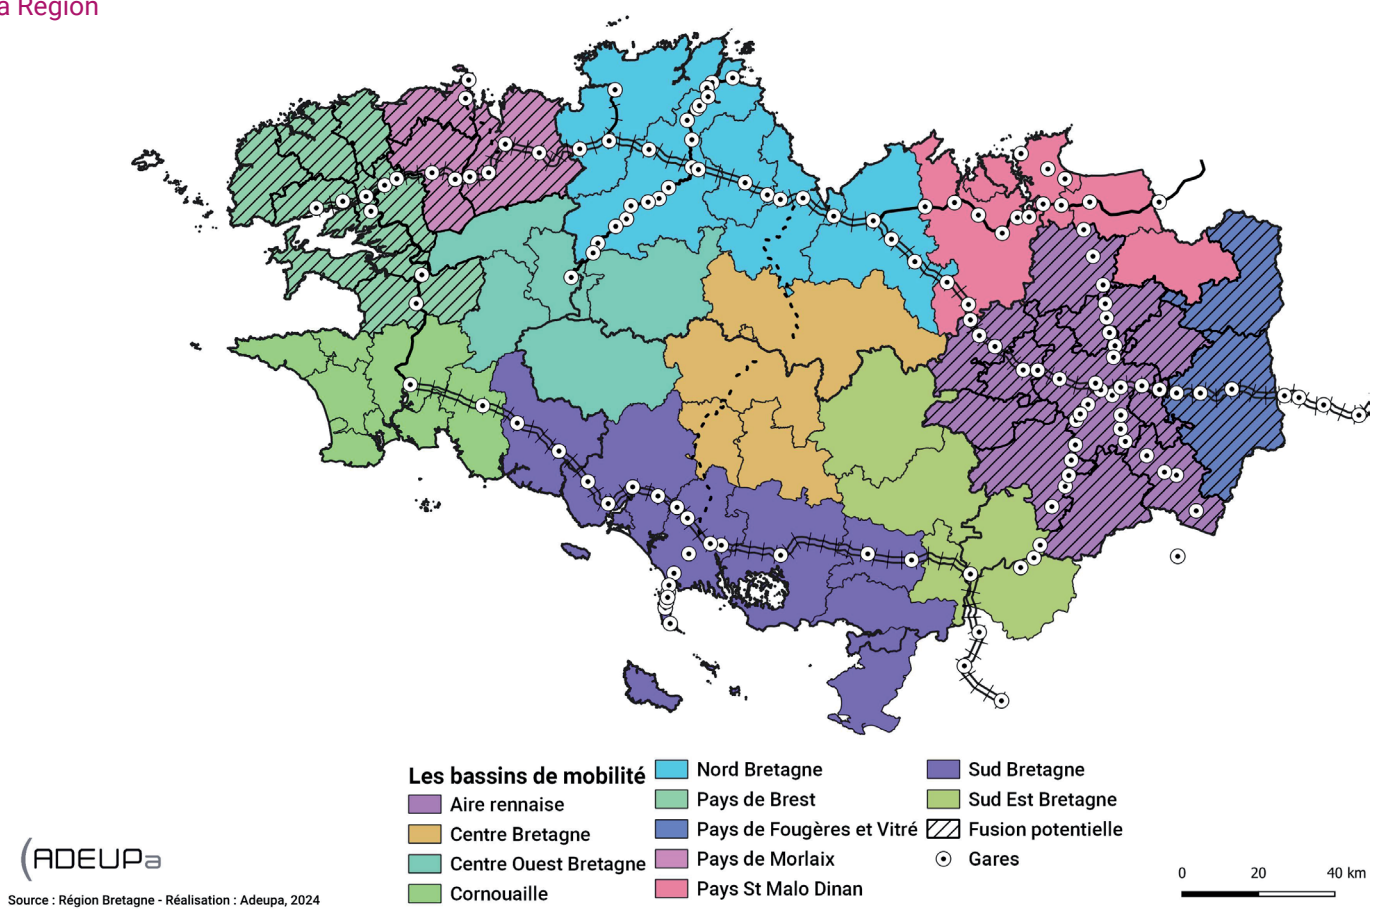 a Région
Les bassins de mobilité
Aire rennaise
Centre Bretagne
Centre Ouest Bretagne
Cornouaille
Nord Bretagne
Pays de Brest
Pays de Fougères et Vitré
Pays de Morlaix
Pays St Malo Dinan
Sud Bretagne
Sud Est Bretagne
Fusion potentielle
Gares
0 20 40 km
ADEUPa
Source : Région Bretagne - Réalisation : Adeupa, 2024